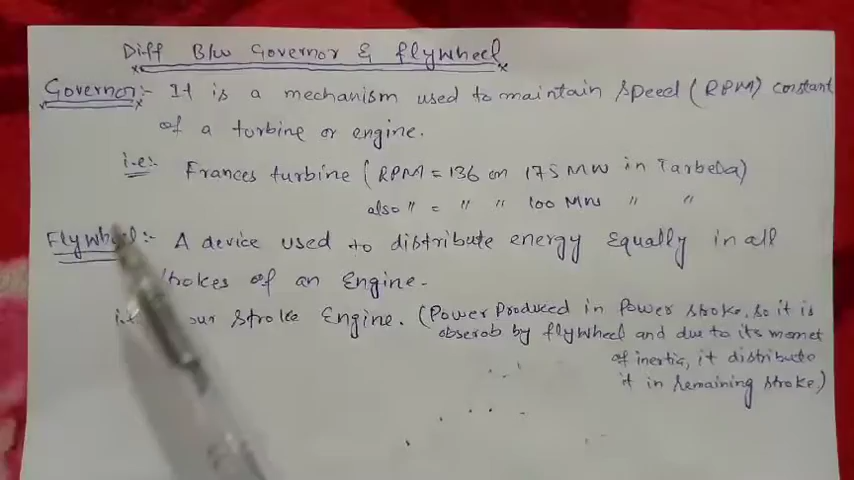 Diff B/w Governor & flywheel
Governor:- It is a mechanism used to maintain speed (RPM) constant
of a turbine or engine.
i.e:- Frances turbine (RPM = 136 on 175 MW in Tarbela)
also " = " " 100 MW " "
Flywheel:- A device used to distribute energy Equally in all
of an Engine.
Stroke Engine. (Power Produced in Power stroke. so it is
obserob by flywheel and due to its momet
of inertia, it distribute
it in remaining stroke.)